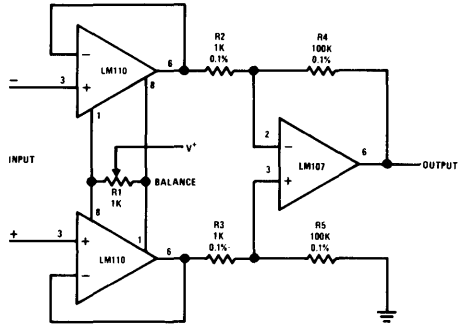 R2
1K
0.1%
R4
100K
0.1%
−
LM110
6
8
−
3
+
1
2
−
LM107
6
OUTPUT
3
+
V+
INPUT
BALANCE
R1
1K
8
+
3
+
1
6
R3
1K
0.1%
R5
100K
0.1%
−
LM110